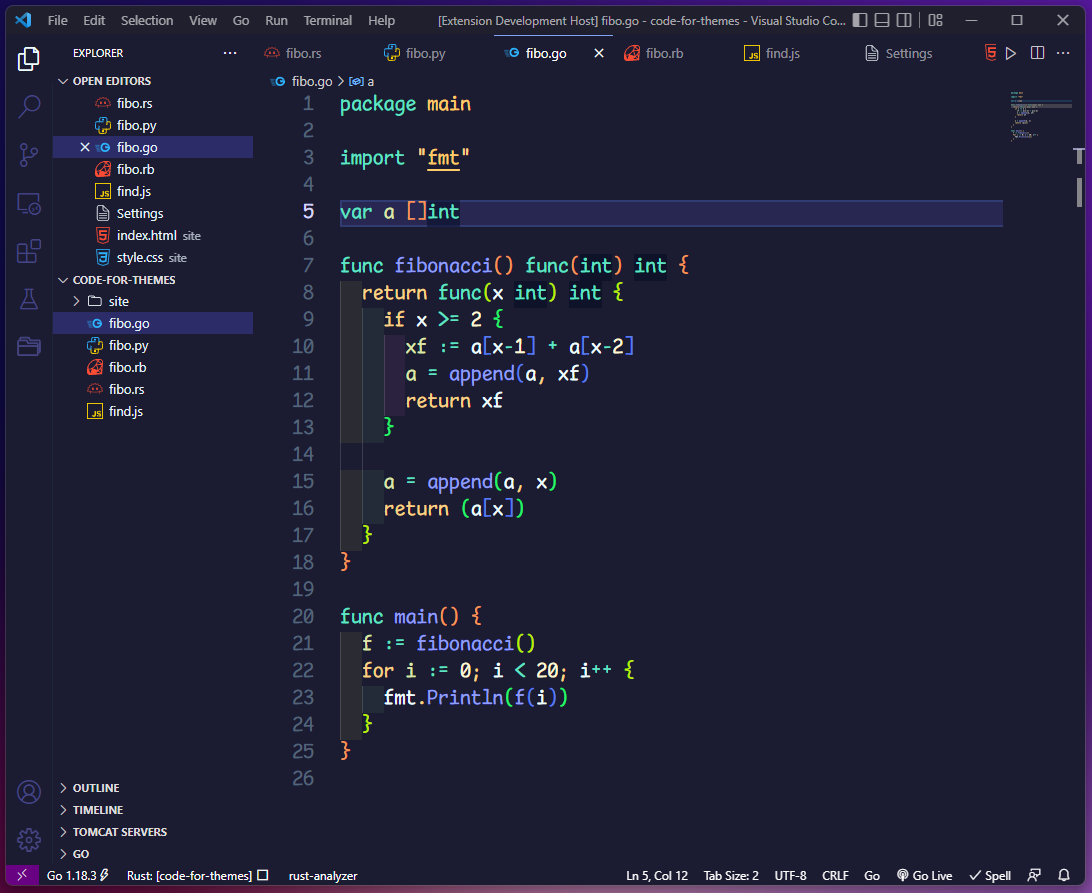 File Edit Selection View Go Run Terminal Help [Extension Development Host] fibo.go - code-for-themes - Visual Studio Co...
EXPLORER ... fibo.rs fibo.py fibo.go fibo.rb find.js Settings
OPEN EDITORS
fibo.rs
fibo.py
fibo.go
fibo.rb
find.js
Settings
index.html site
style.css site
CODE-FOR-THEMES
site
fibo.go
fibo.py
fibo.rb
fibo.rs
find.js
OUTLINE
TIMELINE
TOMCAT SERVERS
GO
fibo.go > a
1 package main
2
3 import "fmt"
4
5 var a []int
6
7 func fibonacci() func(int) int {
8 return func(x int) int {
9 if x >= 2 {
10 xf := a[x-1] + a[x-2]
11 a = append(a, xf)
12 return xf
13 }
14
15 a = append(a, x)
16 return (a[x])
17 }
18 }
19
20 func main() {
21 f := fibonacci()
22 for i := 0; i < 20; i++ {
23 fmt.Println(f(i))
24 }
25 }
26
Go 1.18.3 Rust: [code-for-themes] rust-analyzer Ln 5, Col 12 Tab Size: 2 UTF-8 CRLF Go Go Live Spell